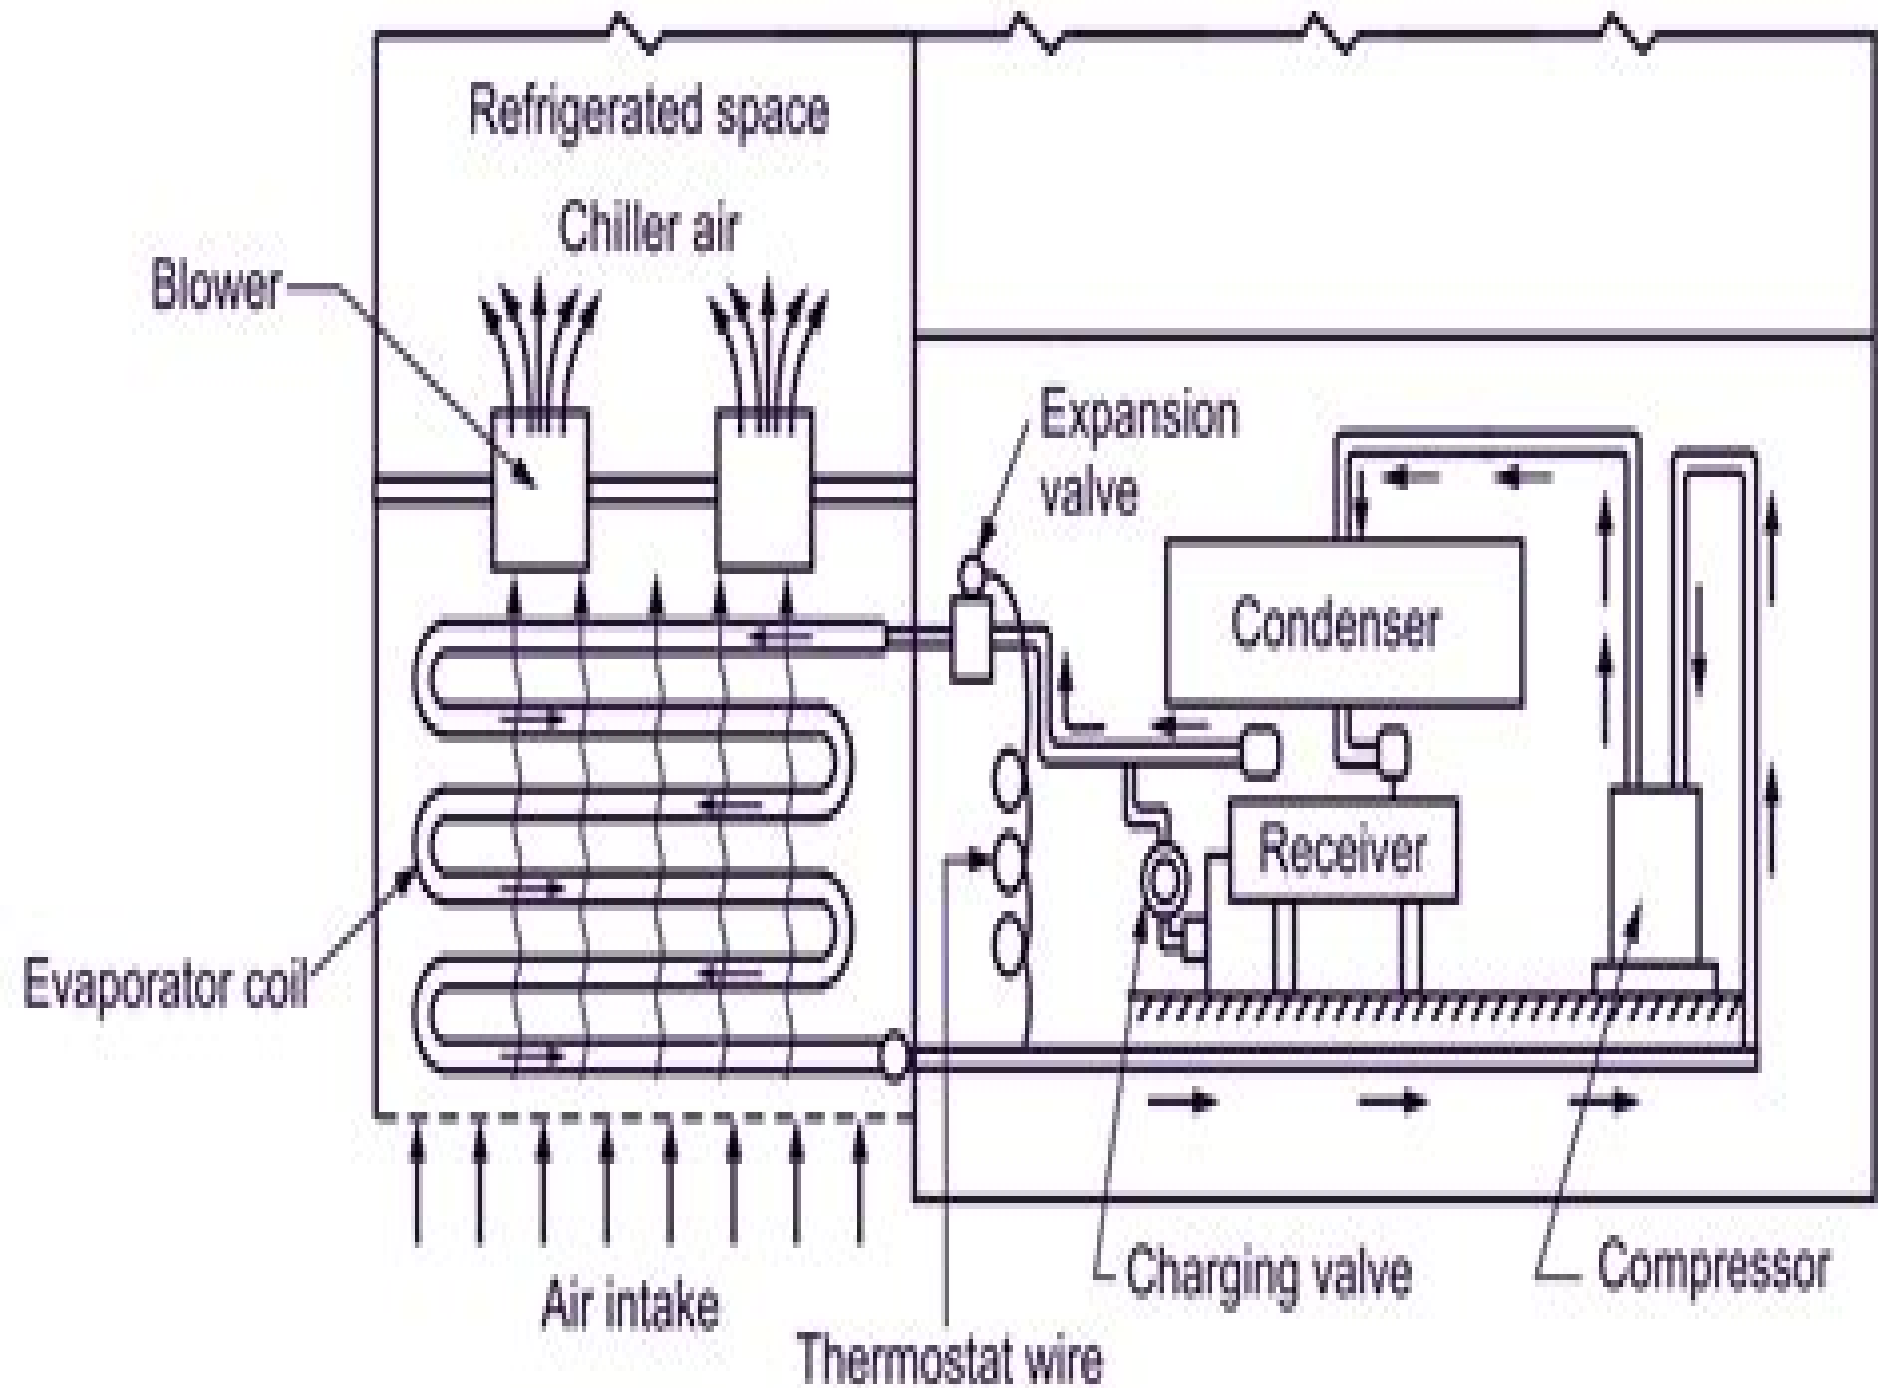 Refrigerated space
Chiller air
Blower
Expansion
valve
Condenser
Receiver
Evaporator coil
Charging valve
Compressor
Air intake
Thermostat wire